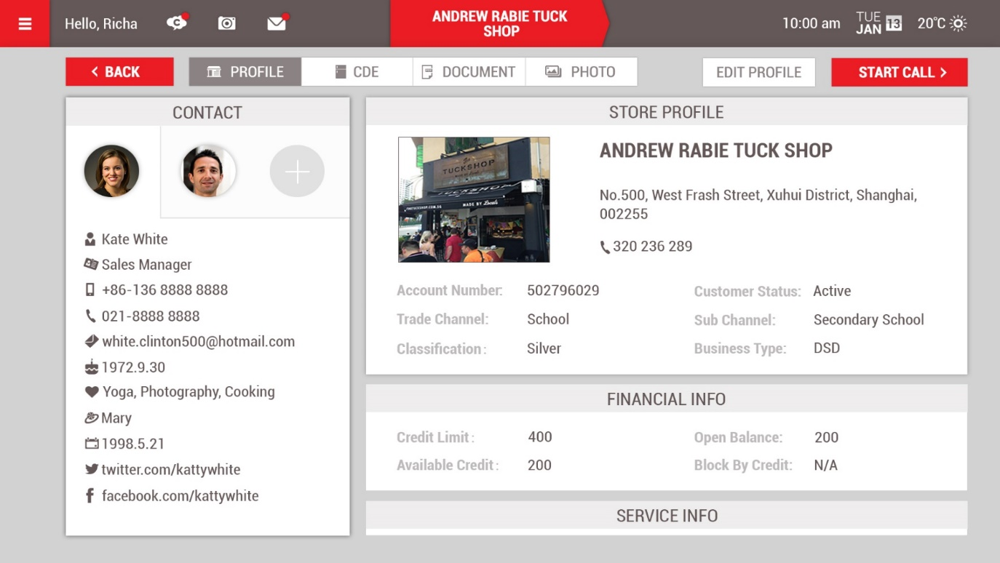 Hello, Richa
ANDREW RABIE TUCK
SHOP
10:00 am
TUE
JAN
13
20°C
< BACK
PROFILE
CDE
DOCUMENT
PHOTO
EDIT PROFILE
START CALL >
CONTACT
Kate White
Sales Manager
+86-136 8888 8888
021-8888 8888
white.clinton500@hotmail.com
1972.9.30
Yoga, Photography, Cooking
Mary
1998.5.21
twitter.com/kattywhite
facebook.com/kattywhite
STORE PROFILE
TUCKSHOP
TUCKSHOP
MADE BY Locals
ANDREW RABIE TUCK SHOP
No.500, West Frash Street, Xuhui District, Shanghai,
002255
320 236 289
Account Number: 502796029
Customer Status: Active
Trade Channel: School
Sub Channel: Secondary School
Classification: Silver
Business Type: DSD
FINANCIAL INFO
Credit Limit: 400
Open Balance: 200
Available Credit: 200
Block By Credit: N/A
SERVICE INFO